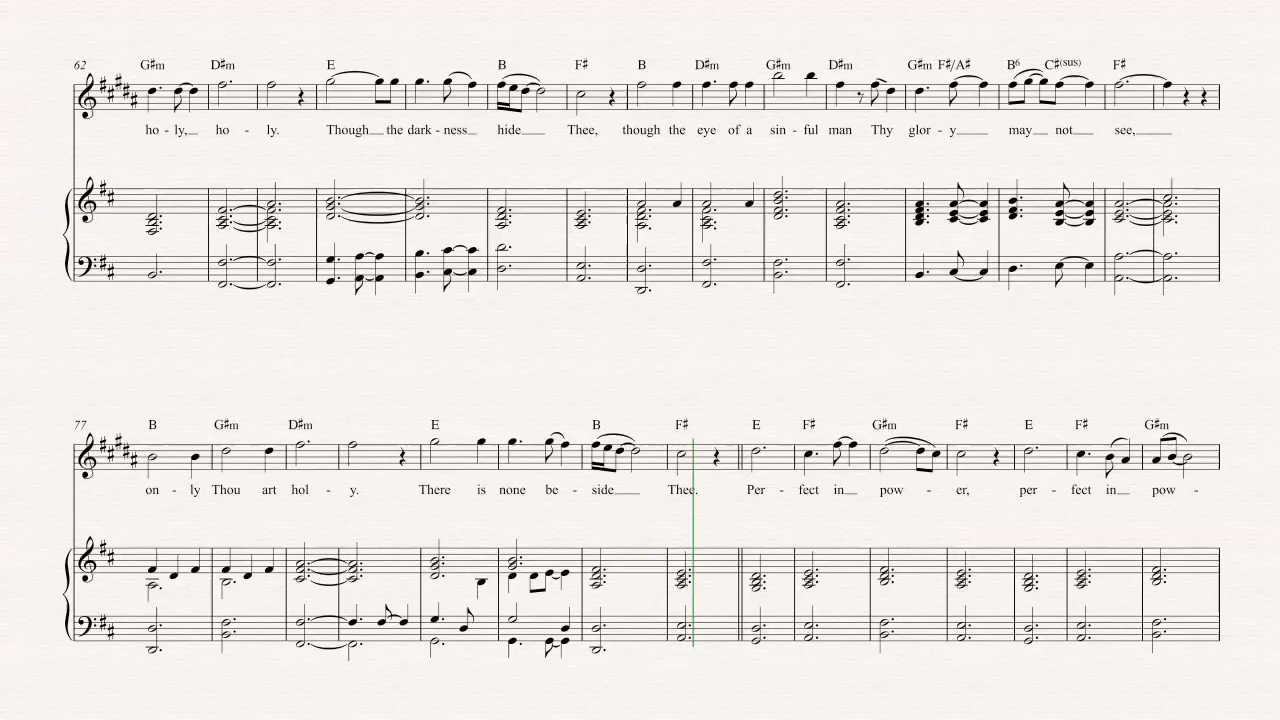 62 G♯m D♯m E B F♯ B D♯m G♯m D♯m G♯m F♯/A♯ B6 C♯(sus) F♯
ho - ly, ho - ly. Though the dark - ness hide Thee, though the eye of a sin - ful man Thy glor - y may not see,
77 B G♯m D♯m E B F♯ E F♯ G♯m F♯ E F♯ G♯m
on - ly Thou art hol - y. There is none be - side Thee. Per - fect in pow - er, per - fect in pow -